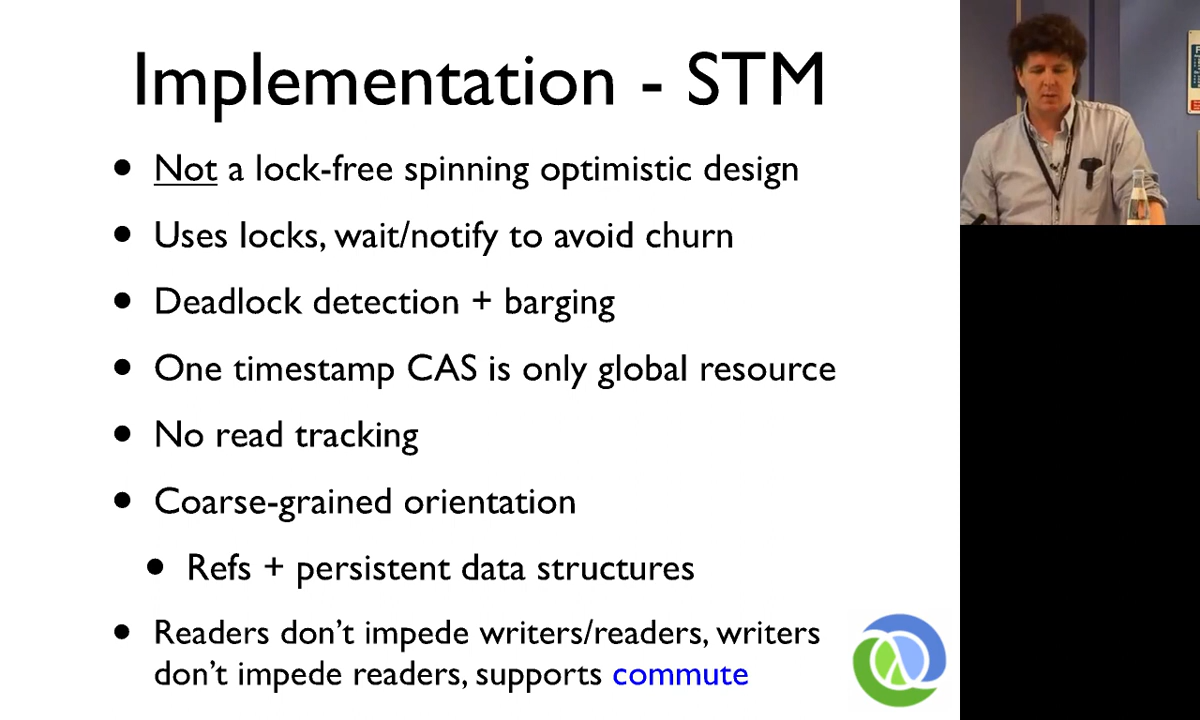 Implementation - STM
• Not a lock-free spinning optimistic design
• Uses locks, wait/notify to avoid churn
• Deadlock detection + barging
• One timestamp CAS is only global resource
• No read tracking
• Coarse-grained orientation
• Refs + persistent data structures
• Readers don’t impede writers/readers, writers
don’t impede readers, supports commute